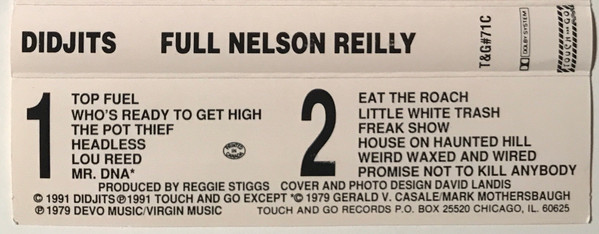 DIDJITS FULL NELSON REILLY
T&G#71C
DOLBY SYSTEM
TOUCH AND GO
1
TOP FUEL
WHO'S READY TO GET HIGH
THE POT THIEF
HEADLESS
LOU REED
MR. DNA*
PRINTED IN CANADA
2
EAT THE ROACH
LITTLE WHITE TRASH
FREAK SHOW
HOUSE ON HAUNTED HILL
WEIRD WAXED AND WIRED
PROMISE NOT TO KILL ANYBODY
PRODUCED BY REGGIE STIGGS COVER AND PHOTO DESIGN DAVID LANDIS
© 1991 DIDJITS ℗ 1991 TOUCH AND GO EXCEPT *© 1979 GERALD V. CASALE/MARK MOTHERSBAUGH
℗ 1979 DEVO MUSIC/VIRGIN MUSIC TOUCH AND GO RECORDS P.O. BOX 25520 CHICAGO, IL. 60625